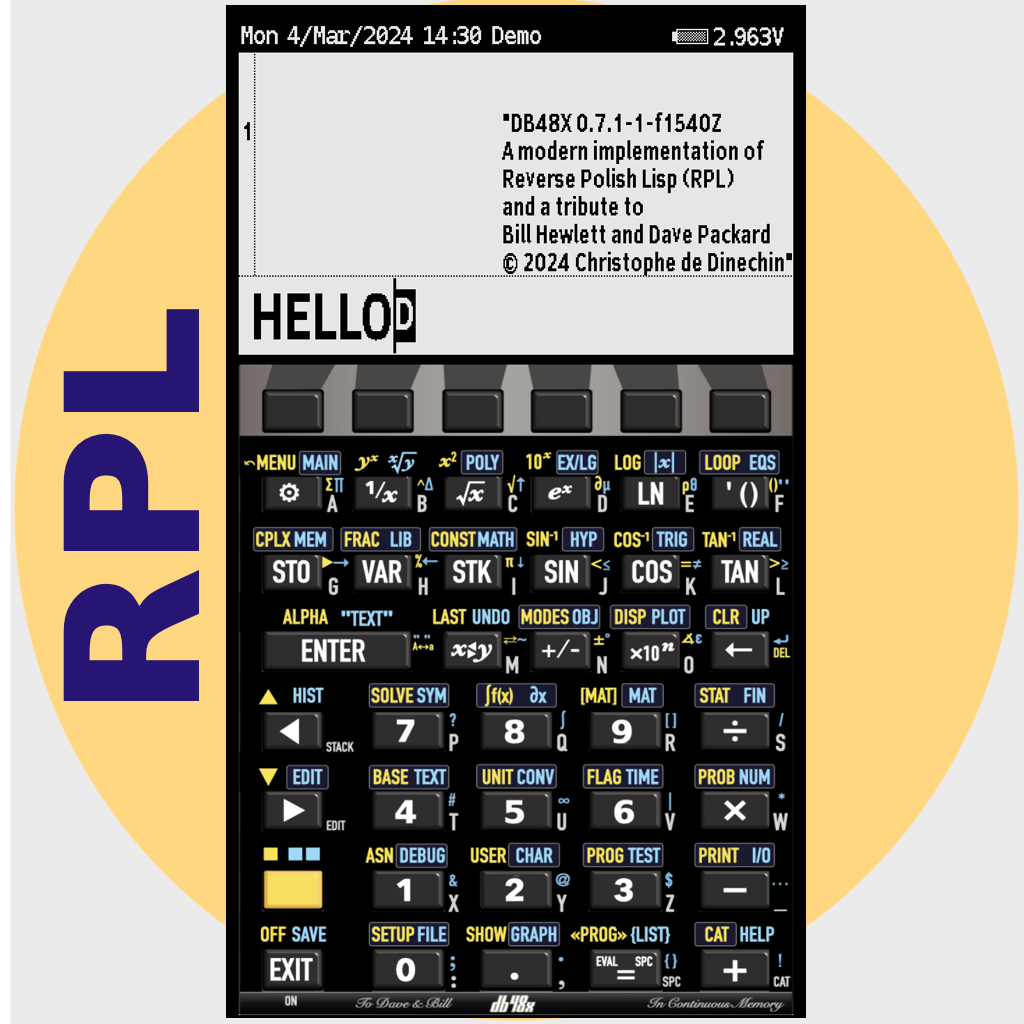 Mon 4/Mar/2024 14:30 Demo 2.963V
1
"DB48X 0.7.1-1-f1540Z
A modern implementation of
Reverse Polish Lisp (RPL)
and a tribute to
Bill Hewlett and Dave Packard
© 2024 Christophe de Dinechin"
HELLOD
RPL
MENU MAIN yˣ ˣ√y x² POLY 10ˣ EX/LG LOG |x| LOOP EQS
Σ∏ A 1/x ^Δ B √x √↑ C eˣ ∂μ D LN ρθ E ' () F
CPLX MEM FRAC LIB CONST MATH SIN⁻¹ HYP COS⁻¹ TRIG TAN⁻¹ REAL
STO ▶→ G VAR %← H STK π↓ I SIN <≤ J COS =≠ K TAN >≥ L
ALPHA "TEXT" LAST UNDO MODES OBJ DISP PLOT CLR UP
ENTER " " A↔a x⇄y ⇄~ M +/- ±° N ×10ⁿ ∡ε O ← ↵ DEL
▲ HIST SOLVE SYM ∫f(x) ∂x [MAT] MAT STAT FIN
◀ STACK 7 ? P 8 ∫ Q 9 [] R ÷ / S
▼ EDIT BASE TEXT UNIT CONV FLAG TIME PROB NUM
▶ EDIT 4 # T 5 ∞ U 6 | V × * W
ASN DEBUG USER CHAR PROG TEST PRINT I/O
1 & X 2 @ Y 3 $ Z − ... _
OFF SAVE SETUP FILE SHOW GRAPH «PROG» {LIST} CAT HELP
EXIT 0 ; : . · , EVAL SPC = {} SPC + ! CAT
ON To Dave & Bill db48x In Continuous Memory